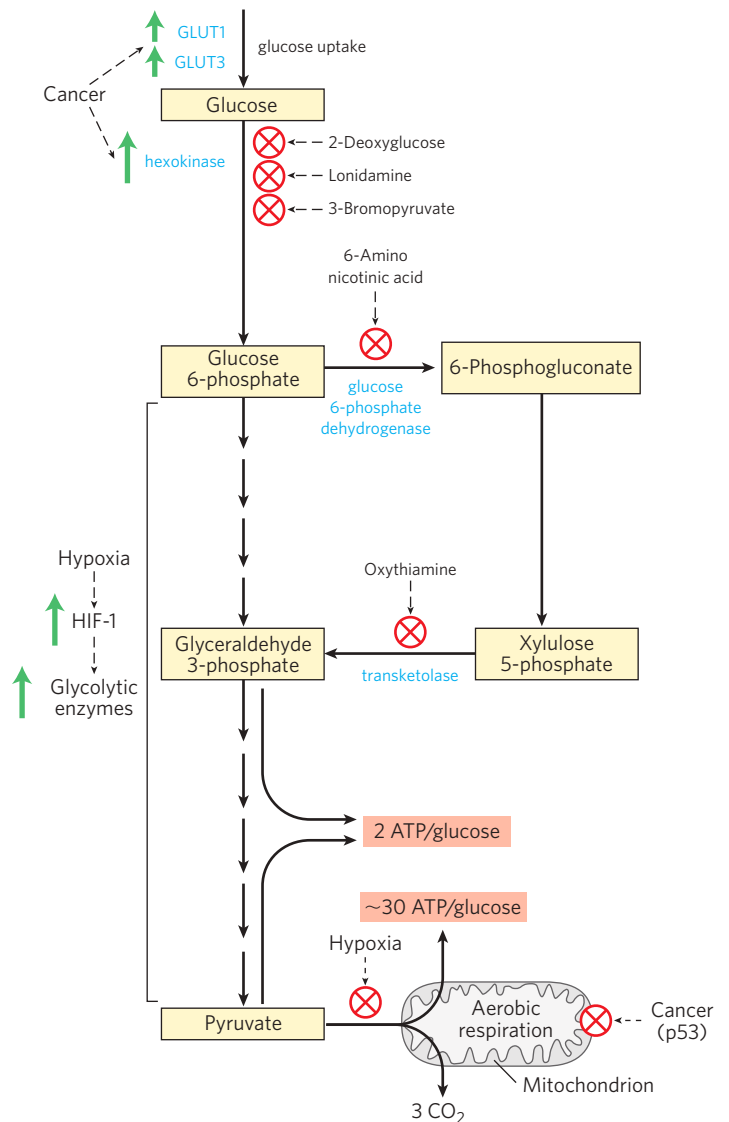 GLUT1
GLUT3
glucose uptake
Cancer
Glucose
hexokinase
2-Deoxyglucose
Lonidamine
3-Bromopyruvate
6-Amino
nicotinic acid
Glucose
6-phosphate
6-Phosphogluconate
glucose
6-phosphate
dehydrogenase
Hypoxia
HIF-1
Glycolytic
enzymes
Oxythiamine
Glyceraldehyde
3-phosphate
Xylulose
5-phosphate
transketolase
2 ATP/glucose
~30 ATP/glucose
Hypoxia
Pyruvate
Aerobic
respiration
Cancer
(p53)
Mitochondrion
3 CO₂